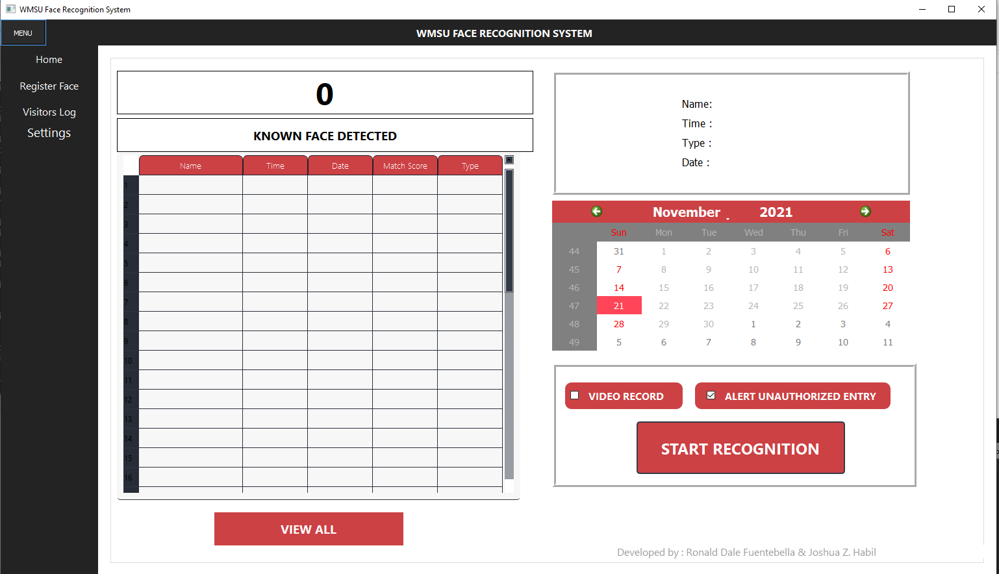 WMSU Face Recognition System
MENU
WMSU FACE RECOGNITION SYSTEM
Home
Register Face
Visitors Log
Settings
0
KNOWN FACE DETECTED
Name Time Date Match Score Type
1
2
3
4
5
6
7
8
9
10
11
12
13
14
15
16
VIEW ALL
Name:
Time :
Type :
Date :
November 2021
Sun Mon Tue Wed Thu Fri Sat
44 31 1 2 3 4 5 6
45 7 8 9 10 11 12 13
46 14 15 16 17 18 19 20
47 21 22 23 24 25 26 27
48 28 29 30 1 2 3 4
49 5 6 7 8 9 10 11
VIDEO RECORD ALERT UNAUTHORIZED ENTRY
START RECOGNITION
Developed by : Ronald Dale Fuentebella & Joshua Z. Habil